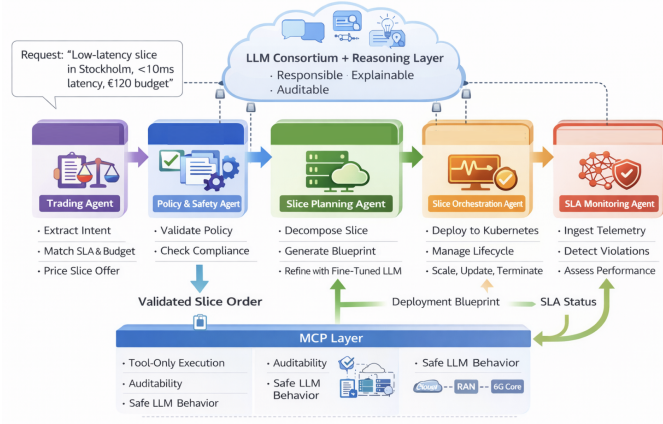 Request: “Low-latency slice
in Stockholm, <10ms
latency, €120 budget”
LLM Consortium + Reasoning Layer
· Responsible · Explainable
· Auditable
Trading Agent
Policy & Safety Agent
Slice Planning Agent
Slice Orchestration Agent
SLA Monitoring Agent
· Extract Intent
· Match SLA & Budget
· Price Slice Offer
· Validate Policy
· Check Compliance
· Decompose Slice
· Generate Blueprint
· Refine with Fine-Tuned LLM
· Deploy to Kubernetes
· Manage Lifecycle
· Scale, Update, Terminate
· Ingest Telemetry
· Detect Violations
· Assess Performance
Validated Slice Order
Deployment Blueprint
SLA Status
MCP Layer
· Tool-Only Execution
· Auditability
· Safe LLM Behavior
· Auditability
· Safe LLM
Behavior
· Safe LLM Behavior
RAN
6G Core